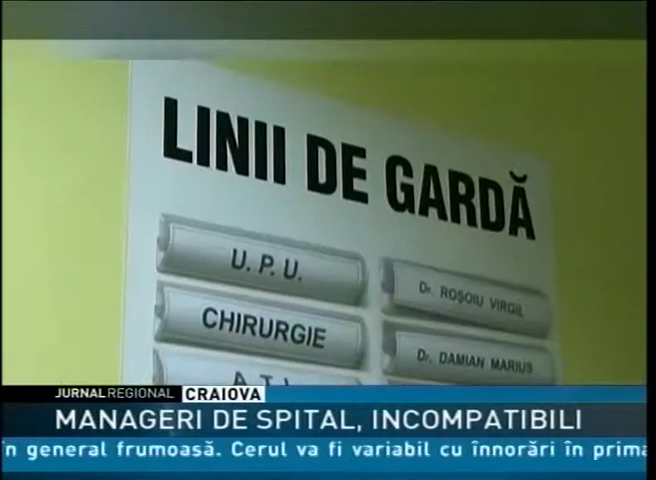 LINII DE GARDĂ
U.P.U.
Dr. ROȘOIU VIRGIL
CHIRURGIE
Dr. DAMIAN MARIUS
JURNALREGIONAL CRAIOVA
MANAGERI DE SPITAL, INCOMPATIBILI
în general frumoasă. Cerul va fi variabil cu înnorări în prima